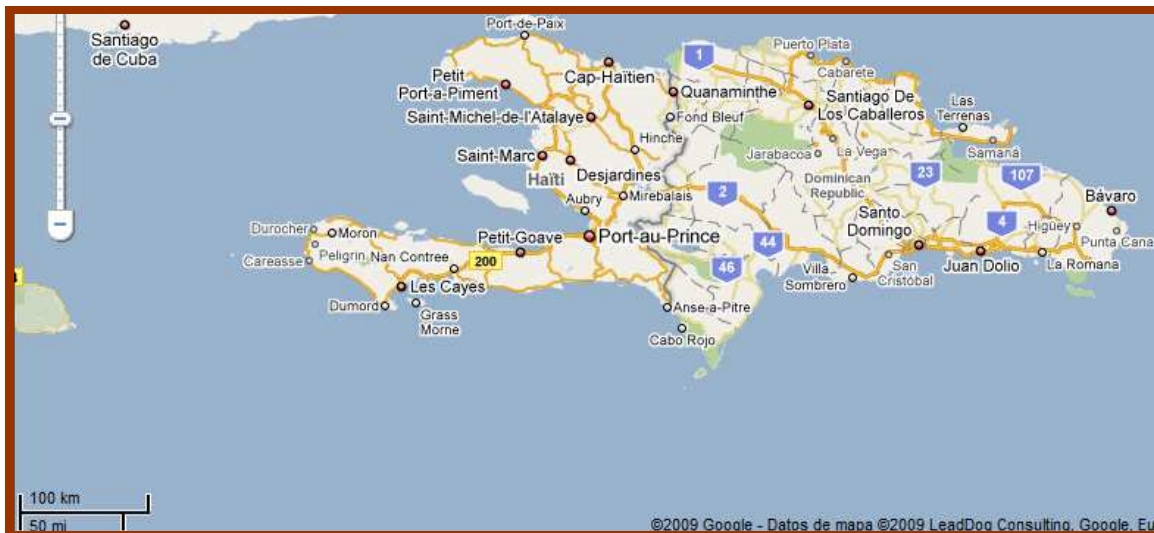 Port-de-Paix
Santiago
de Cuba
Petit
Port-a-Piment
Cap-Haïtien
1
Puerto Plata
Cabarete
Quanaminthe
Santiago De
Los Caballeros
Las
Terrenas
Saint-Michel-de-l'Atalaye
Fond Bleuf
Hinche
Jarabacoa
La Vega
Samaná
Saint-Marc
Haïti
Desjardines
Mirebalais
2
Dominican
Republic
23
107
Bávaro
Aubry
Santo
Domingo
4
Higüey
Punta Cana
Durocher
Moron
Petit-Goave
Port-au-Prince
44
Careasse
Peligrin
Nan Contree
200
46
Villa
Sombrero
San
Cristóbal
Juan Dolio
La Romana
Les Cayes
Dumord
Grass
Morne
Anse-a-Pitre
Cabo Rojo
100 km
50 mi
©2009 Google - Datos de mapa ©2009 LeadDog Consulting, Google, Eu